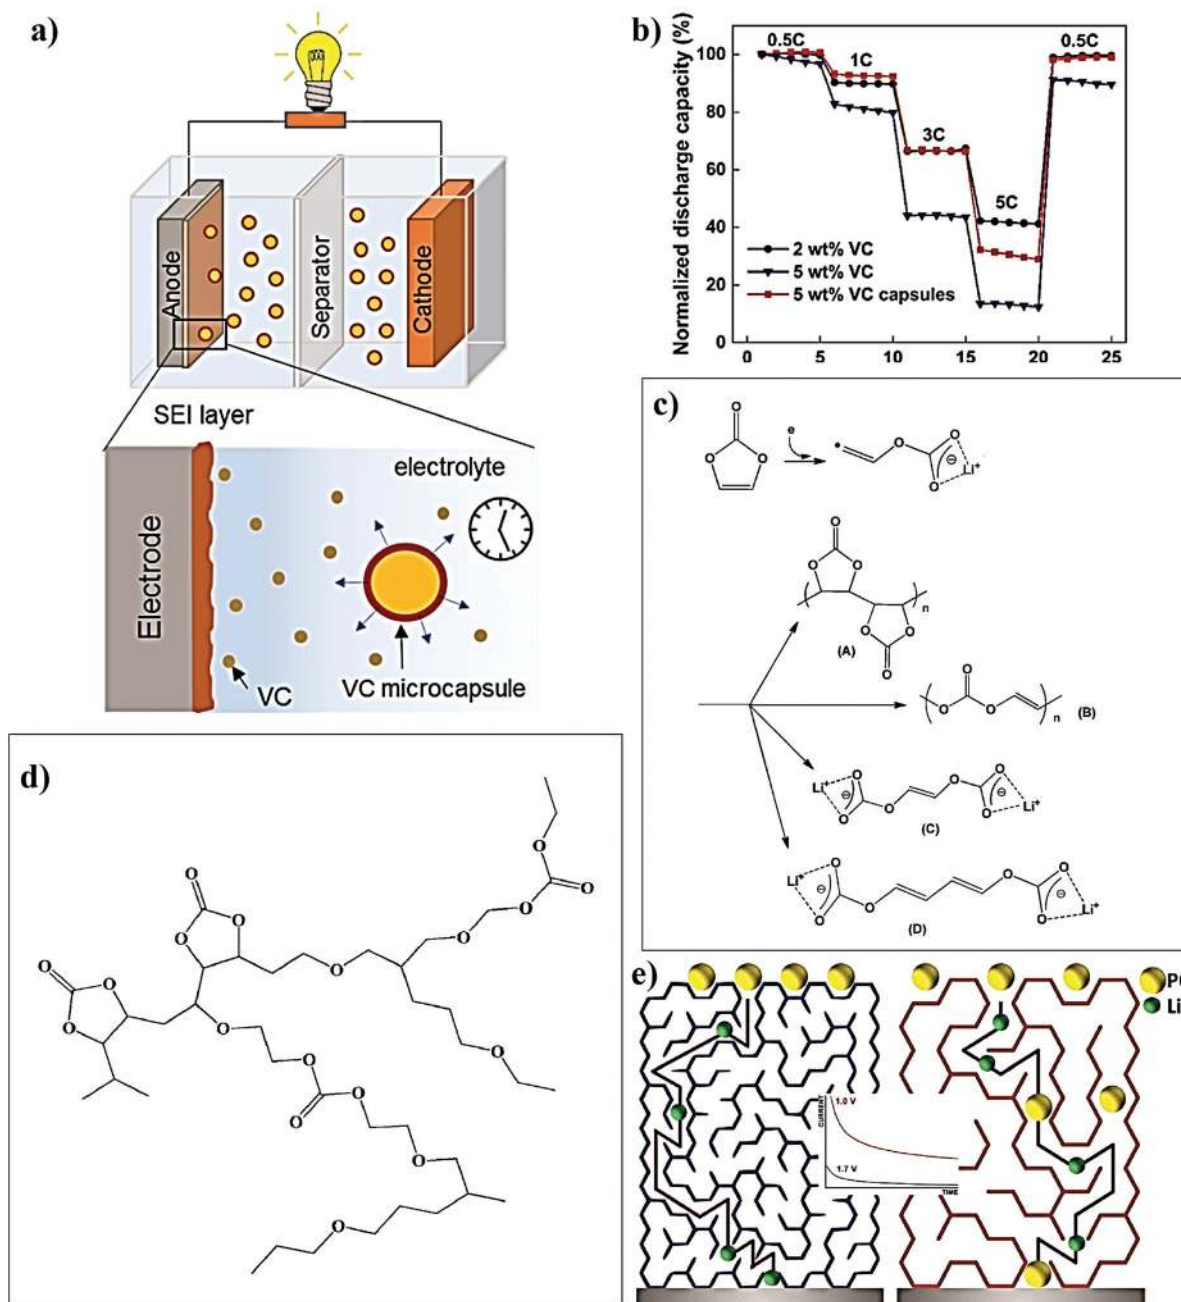 a)
Anode
Separator
Cathode
SEI layer
electrolyte
Electrode
VC
VC microcapsule
b)
Normalized discharge capacity (%)
100
80
60
40
20
0
0.5C
1C
3C
5C
0.5C
2 wt% VC
5 wt% VC
5 wt% VC capsules
0 5 10 15 20 25
c)
O
O O
e
O O
⊖
O Li⁺
O
O O
n
O O
(A) O
O
O O
n (B)
Li⁺ O O O
⊖ ⊖
O O O Li⁺
(C)
Li⁺ O O O
⊖ ⊖
O O O Li⁺
(D)
d)
O
O
O O
O O
O O
O
O
O O
O O
O
O
O O
O
O
e)
Li
CURRENT
1.0 V
1.7 V
TIME